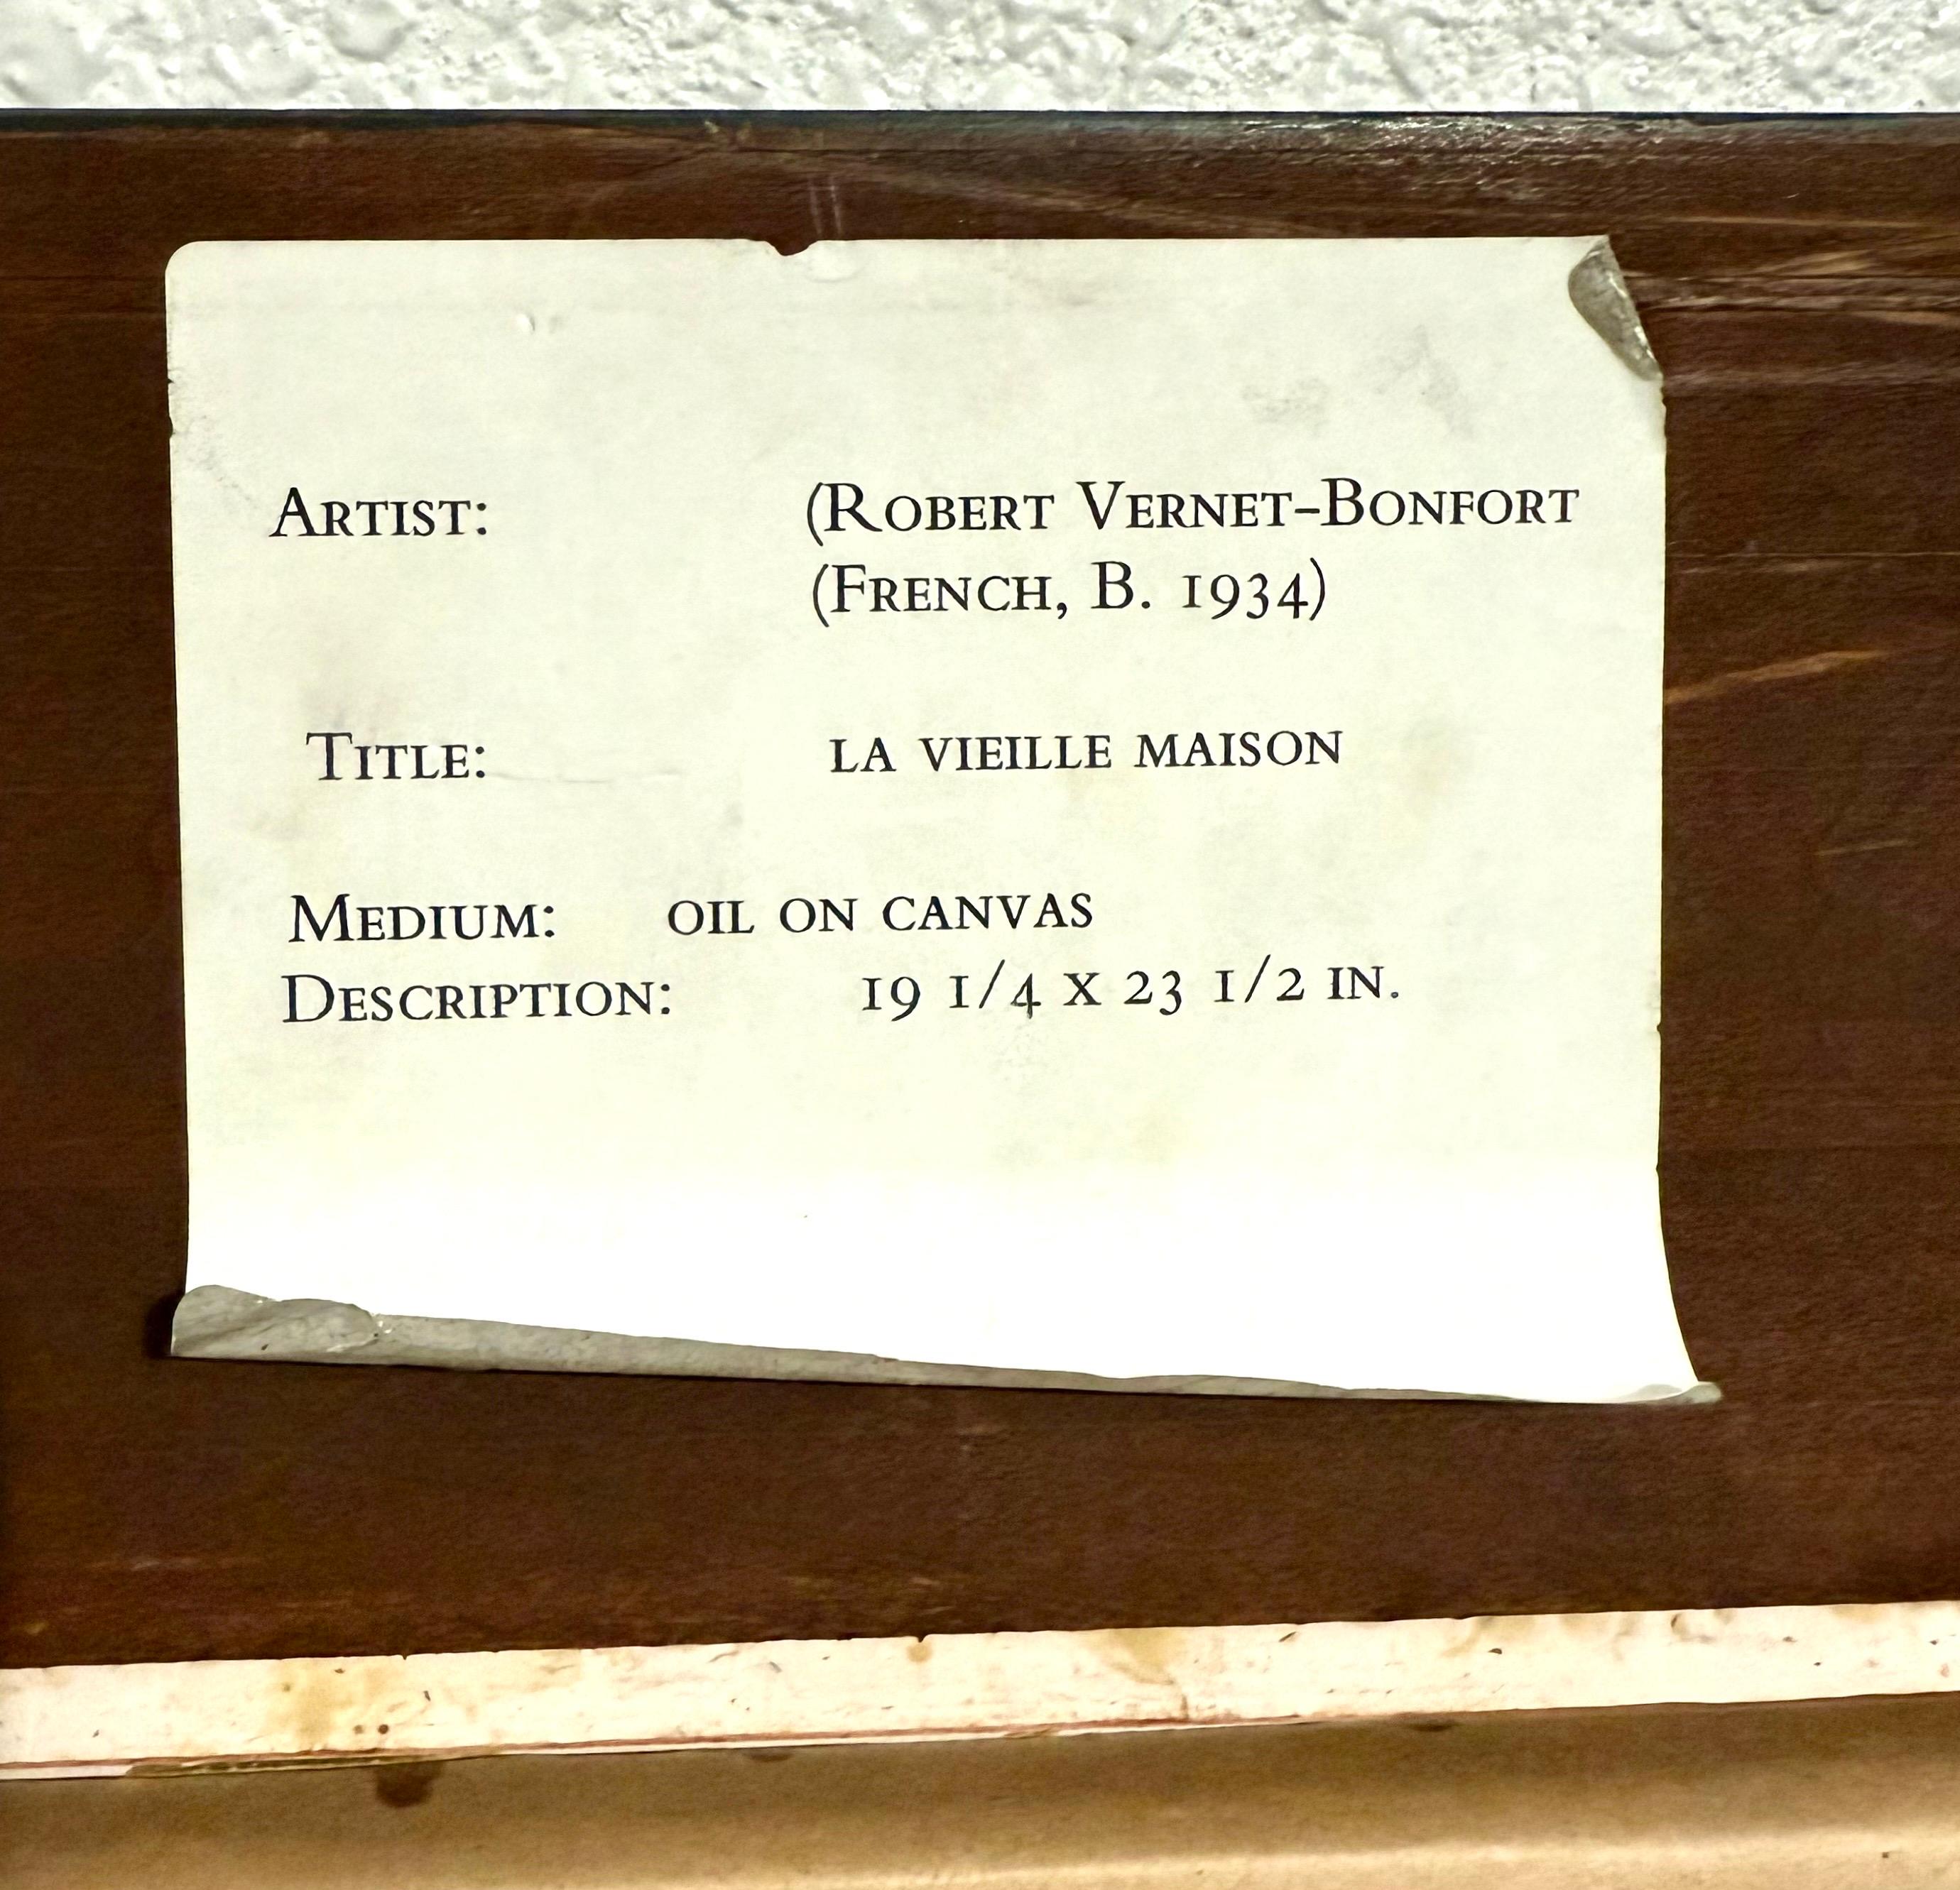 Artist: (Robert Vernet-Bonfort
(French, B. 1934)
Title: LA VIEILLE MAISON
Medium: OIL ON CANVAS
Description: 19 1/4 X 23 1/2 IN.